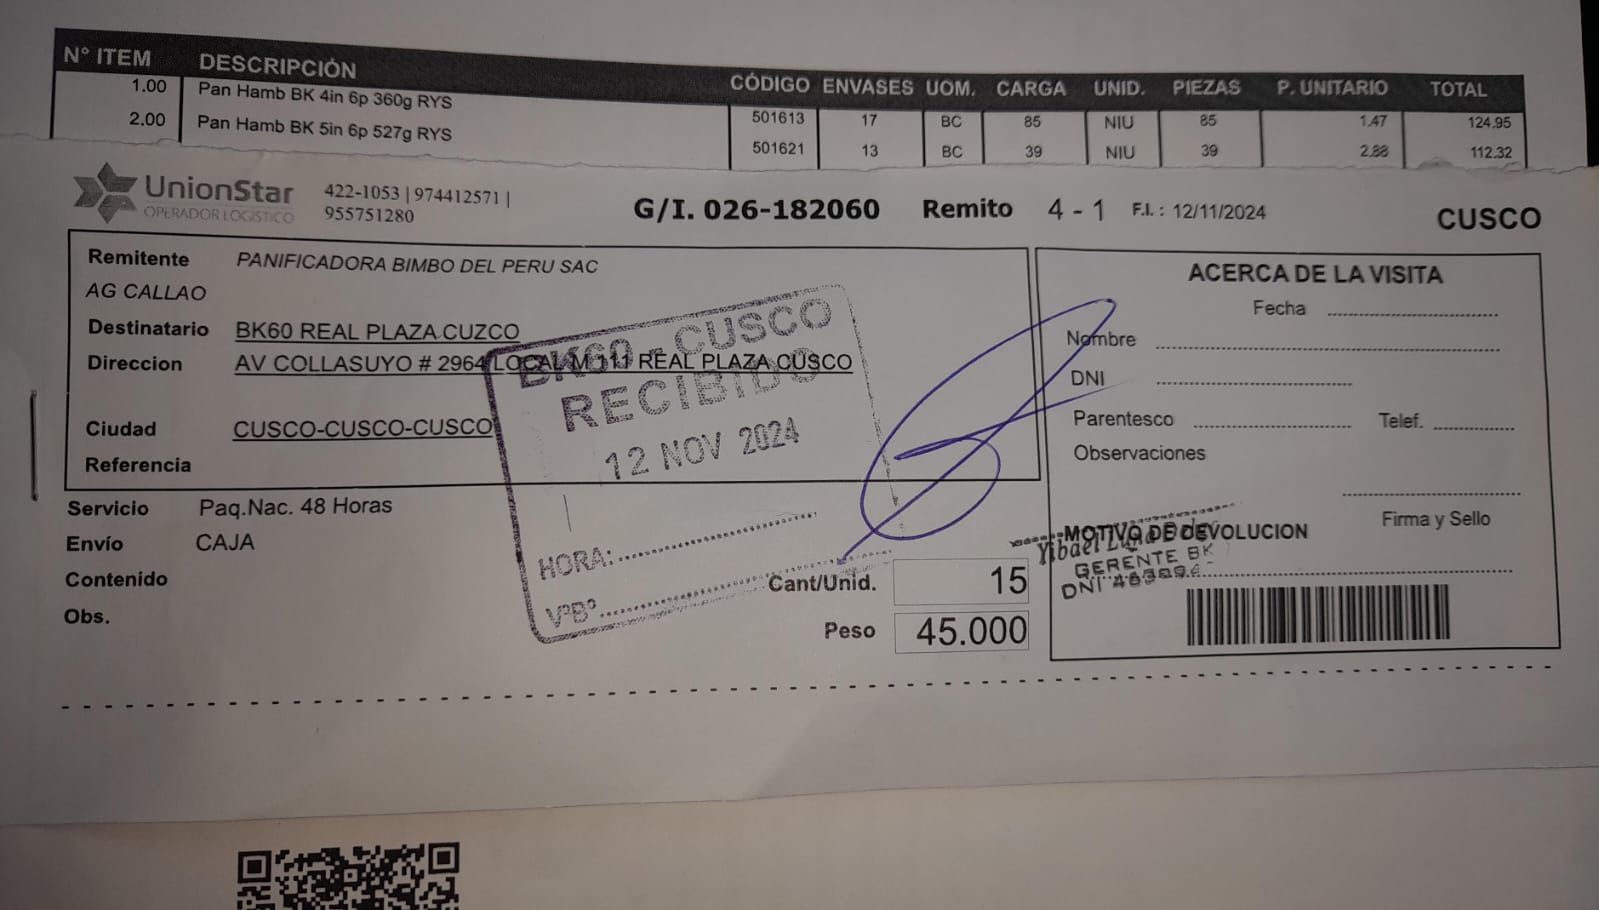 N° ITEM DESCRIPCIÓN CÓDIGO ENVASES UOM. CARGA UNID. PIEZAS P. UNITARIO TOTAL
1.00 Pan Hamb BK 4in 6p 360g RYS 501613 17 BC 85 NIU 85 1.47 124.95
2.00 Pan Hamb BK 5in 6p 527g RYS 501621 13 BC 39 NIU 39 2.88 112.32
UnionStar
OPERADOR LOGISTICO
422-1053 | 974412571 |
955751280
G/I. 026-182060 Remito 4 - 1 F.I. : 12/11/2024 CUSCO
Remitente PANIFICADORA BIMBO DEL PERU SAC
AG CALLAO
Destinatario BK60 REAL PLAZA CUZCO
Direccion AV COLLASUYO # 2964 LOCAL M 111 REAL PLAZA CUSCO
Ciudad CUSCO-CUSCO-CUSCO
Referencia
Servicio Paq.Nac. 48 Horas
Envío CAJA
Contenido
Obs.
Cant/Unid. 15
Peso 45.000
BK60 - CUSCO
RECIBIDO
12 NOV 2024
HORA:
V°B°
ACERCA DE LA VISITA
Fecha
Nombre
DNI
Parentesco Telef.
Observaciones
Firma y Sello
MOTIVO DE DEVOLUCION
GERENTE BK
DNI